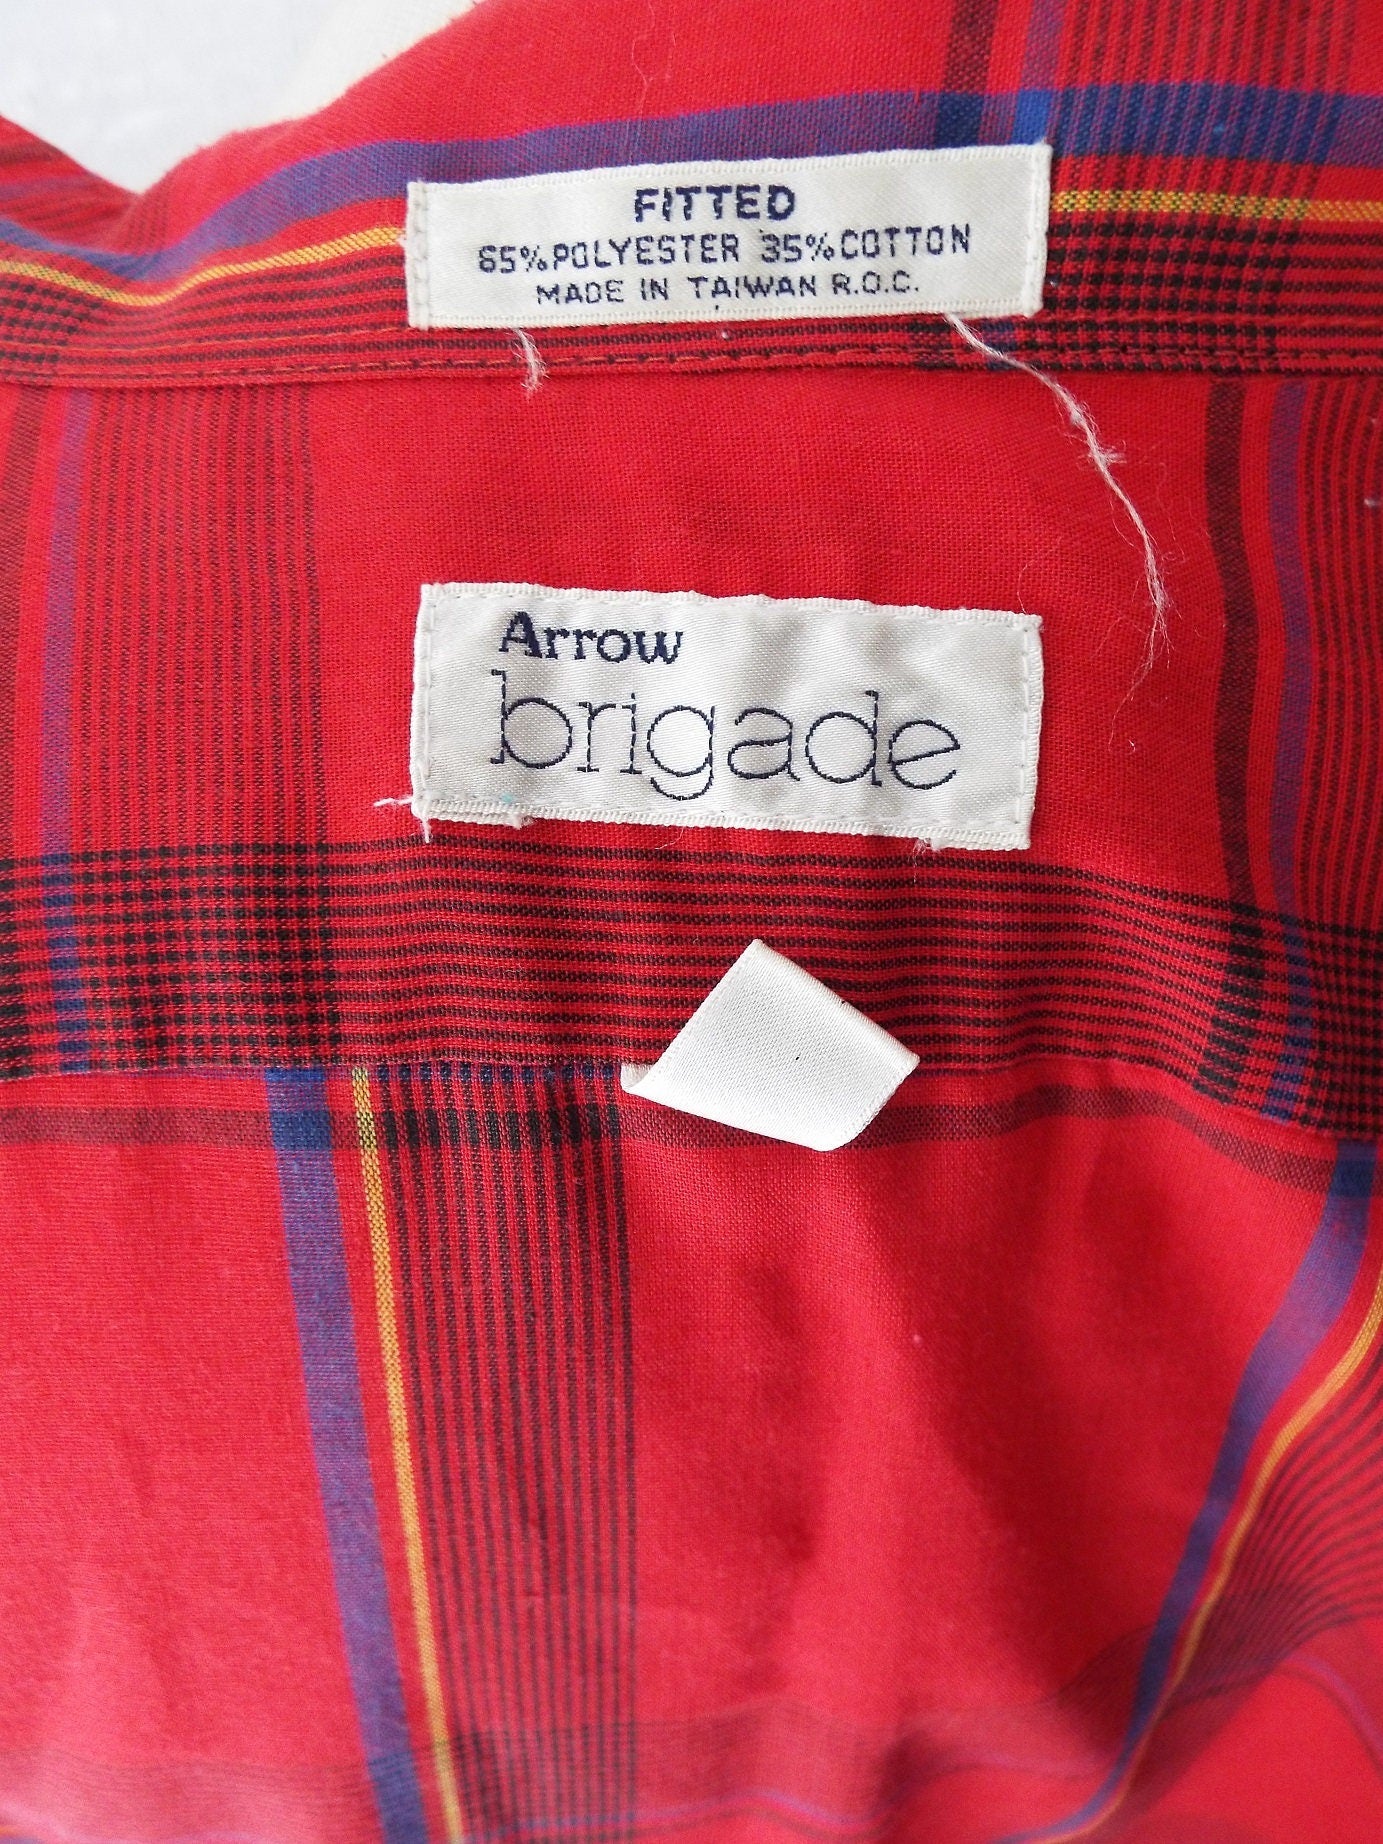 FITTED
65% POLYESTER 35% COTTON
MADE IN TAIWAN R.O.C.
Arrow
brigade